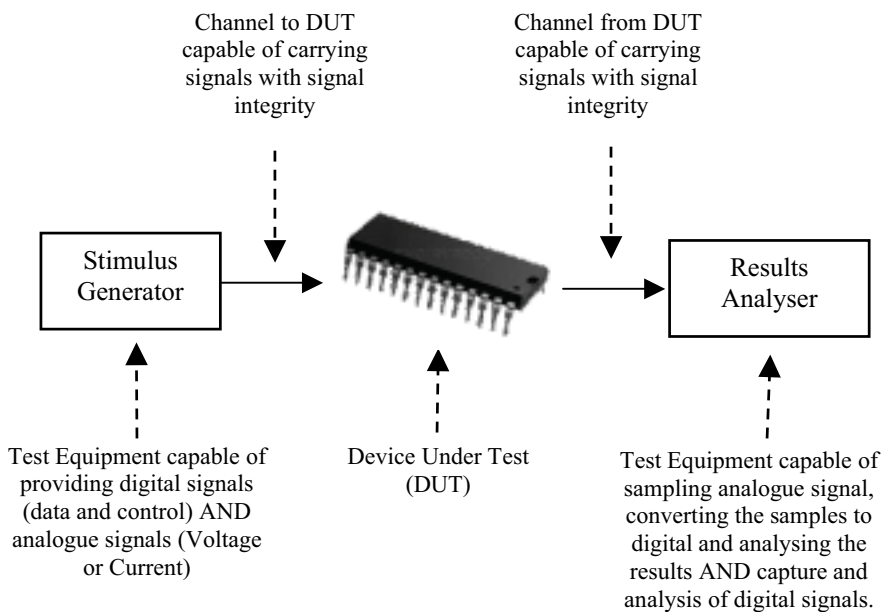 Channel to DUT
capable of carrying
signals with signal
integrity
Channel from DUT
capable of carrying
signals with signal
integrity
Stimulus
Generator
Results
Analyser
Test Equipment capable of
providing digital signals
(data and control) AND
analogue signals (Voltage
or Current)
Device Under Test
(DUT)
Test Equipment capable of
sampling analogue signal,
converting the samples to
digital and analysing the
results AND capture and
analysis of digital signals.